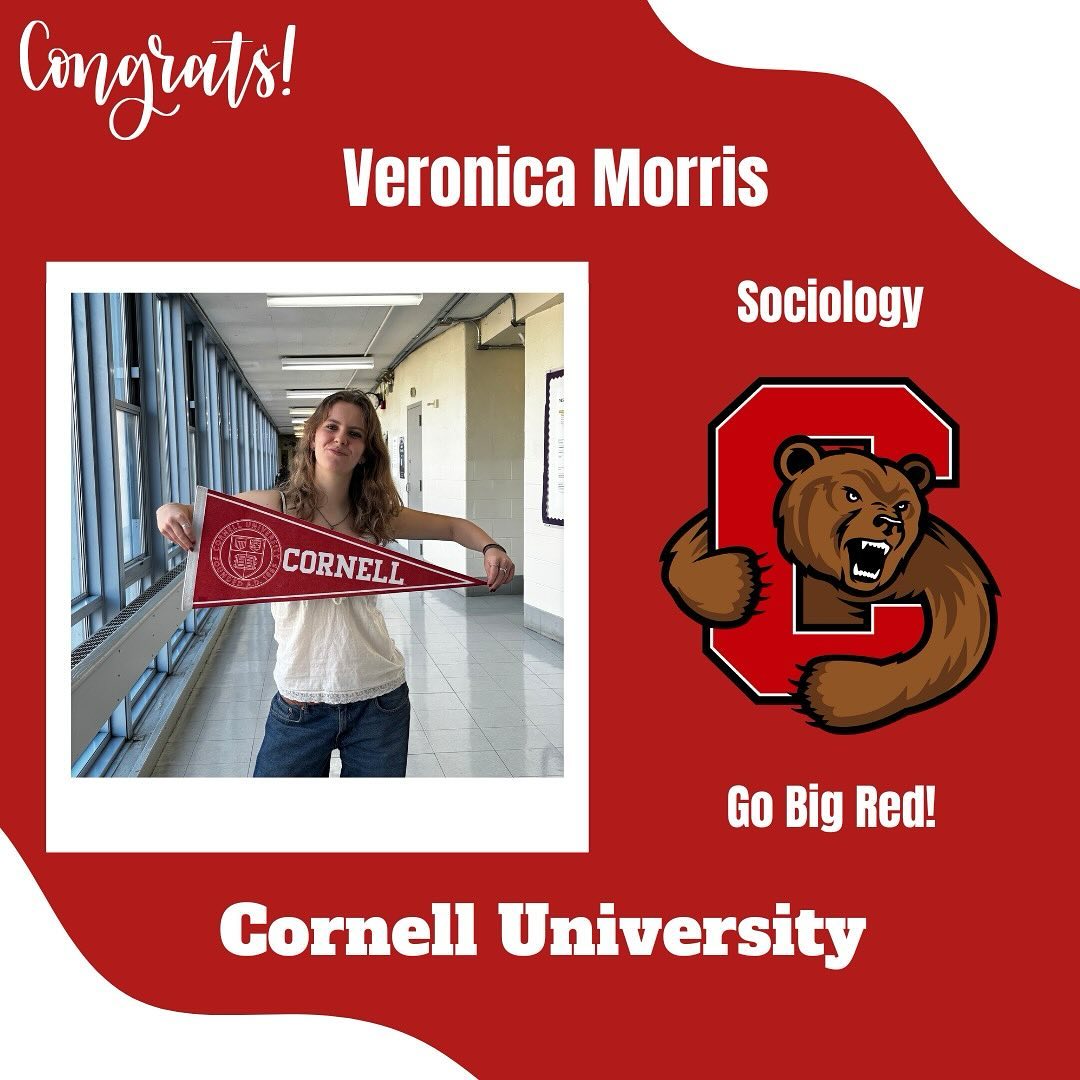 Congrats!
Veronica Morris
Sociology
CORNELL
Go Big Red!
Cornell University